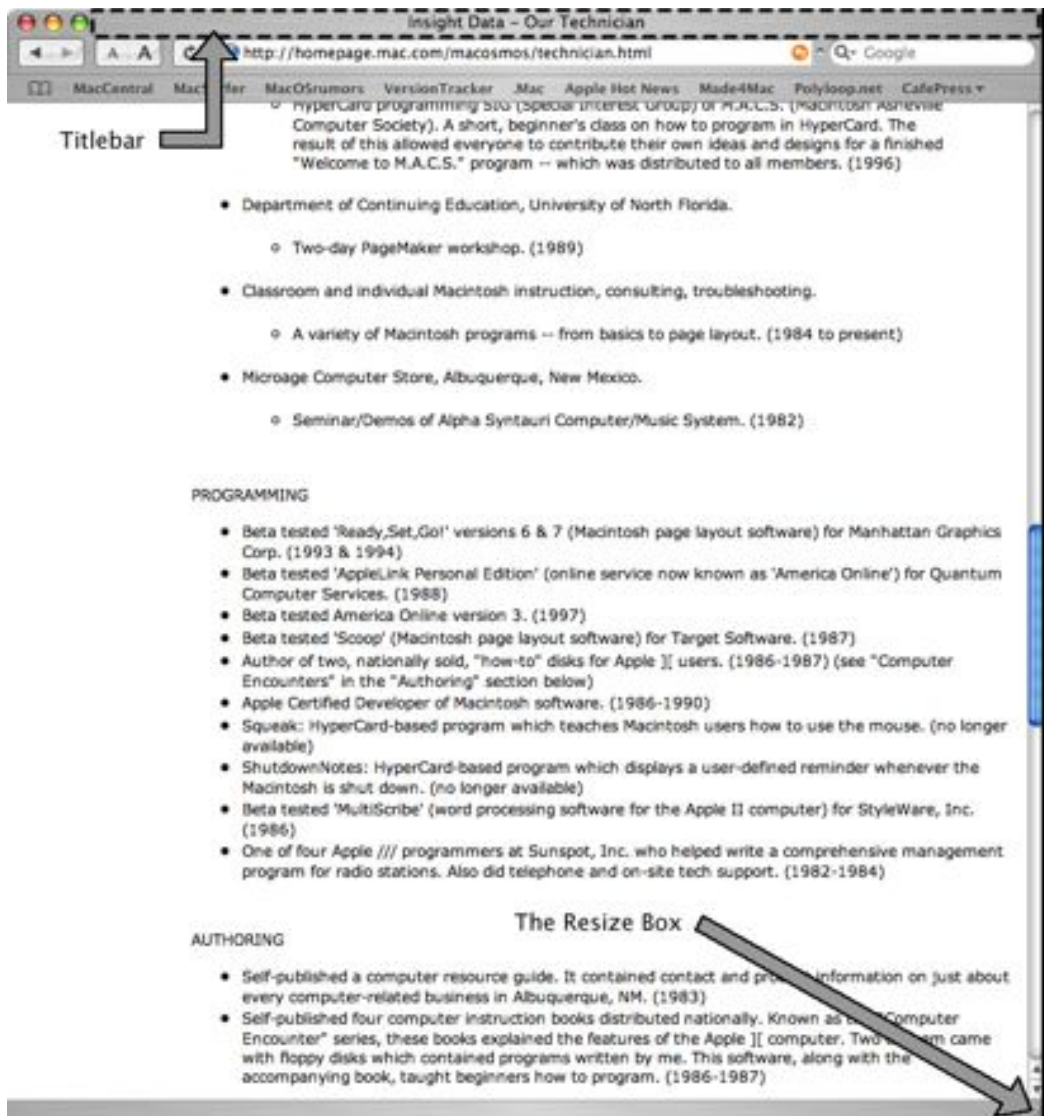 Insight Data – Our Technician
A A
http://homepage.mac.com/macosmos/technician.html
Google
MacCentral MacOSrumors VersionTracker .Mac Apple Hot News Made4Mac Polyloop.net CafePress
Titlebar
HyperCard programming SIG (Special Interest Group) of M.A.C.S. (Macintosh Asheville
Computer Society). A short, beginner's class on how to program in HyperCard. The
result of this allowed everyone to contribute their own ideas and designs for a finished
"Welcome to M.A.C.S." program -- which was distributed to all members. (1996)
• Department of Continuing Education, University of North Florida.
◦ Two-day PageMaker workshop. (1989)
• Classroom and individual Macintosh instruction, consulting, troubleshooting.
◦ A variety of Macintosh programs -- from basics to page layout. (1984 to present)
• Microage Computer Store, Albuquerque, New Mexico.
◦ Seminar/Demos of Alpha Syntauri Computer/Music System. (1982)
PROGRAMMING
• Beta tested 'Ready,Set,Go!' versions 6 & 7 (Macintosh page layout software) for Manhattan Graphics
Corp. (1993 & 1994)
• Beta tested 'AppleLink Personal Edition' (online service now known as 'America Online') for Quantum
Computer Services. (1988)
• Beta tested America Online version 3. (1997)
• Beta tested 'Scoop' (Macintosh page layout software) for Target Software. (1987)
• Author of two, nationally sold, "how-to" disks for Apple ][ users. (1986-1987) (see "Computer
Encounters" in the "Authoring" section below)
• Apple Certified Developer of Macintosh software. (1986-1990)
• Squeak: HyperCard-based program which teaches Macintosh users how to use the mouse. (no longer
available)
• ShutdownNotes: HyperCard-based program which displays a user-defined reminder whenever the
Macintosh is shut down. (no longer available)
• Beta tested 'MultiScribe' (word processing software for the Apple II computer) for StyleWare, Inc.
(1986)
• One of four Apple /// programmers at Sunspot, Inc. who helped write a comprehensive management
program for radio stations. Also did telephone and on-site tech support. (1982-1984)
The Resize Box
AUTHORING
• Self-published a computer resource guide. It contained contact and information on just about
every computer-related business in Albuquerque, NM. (1983)
• Self-published four computer instruction books distributed nationally. Known as "Computer
Encounter" series, these books explained the features of the Apple ][ computer. Two came
with floppy disks which contained programs written by me. This software, along with the
accompanying book, taught beginners how to program. (1986-1987)